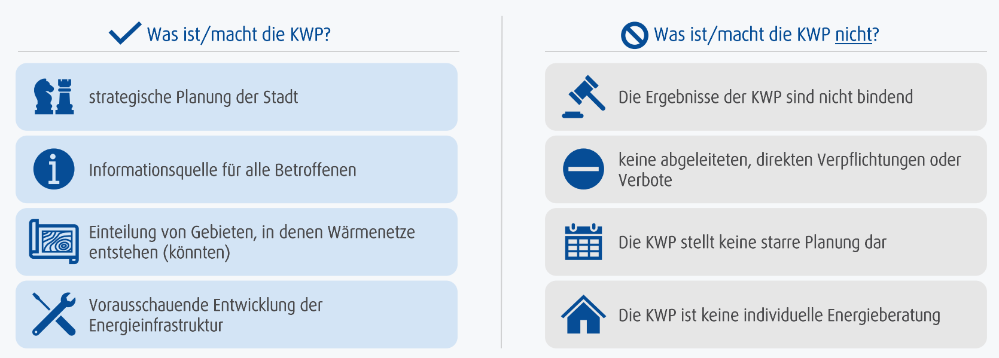 Was ist/macht die KWP?
strategische Planung der Stadt
Informationsquelle für alle Betroffenen
Einteilung von Gebieten, in denen Wärmenetze
entstehen (könnten)
Vorausschauende Entwicklung der
Energieinfrastruktur
Was ist/macht die KWP nicht?
Die Ergebnisse der KWP sind nicht bindend
keine abgeleiteten, direkten Verpflichtungen oder
Verbote
Die KWP stellt keine starre Planung dar
Die KWP ist keine individuelle Energieberatung